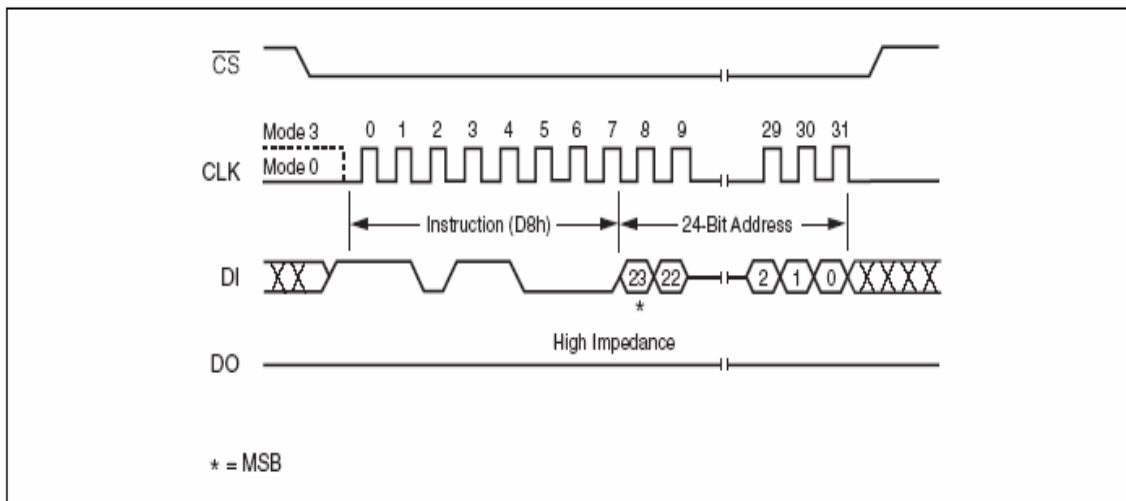 CS
Mode 3 0 1 2 3 4 5 6 7 8 9 29 30 31
CLK Mode 0
Instruction (D8h) 24-Bit Address
DI 23 22 2 1 0
*
High Impedance
DO
* = MSB